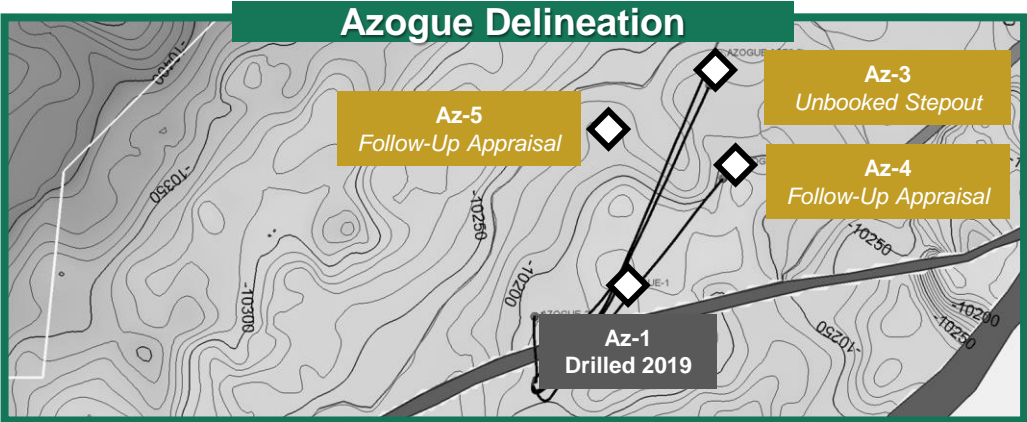 Azogue Delineation
-10100
Az-3
Unbooked Stepout
Az-5
Follow-Up Appraisal
Az-4
Follow-Up Appraisal
-10350
-10250
-10250
-10200
-10300
-10200
-10250
-10250
Az-1
Drilled 2019